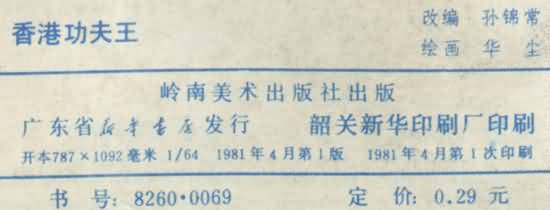 香港功夫王
改编 孙锦常
绘画 华尘
岭南美术出版社出版
广东省新华书店发行 韶关新华印刷厂印刷
开本787×1092毫米 1/64 1981年4月第1版 1981年4月第1次印刷
书号:8260·0069 定价:0.29元